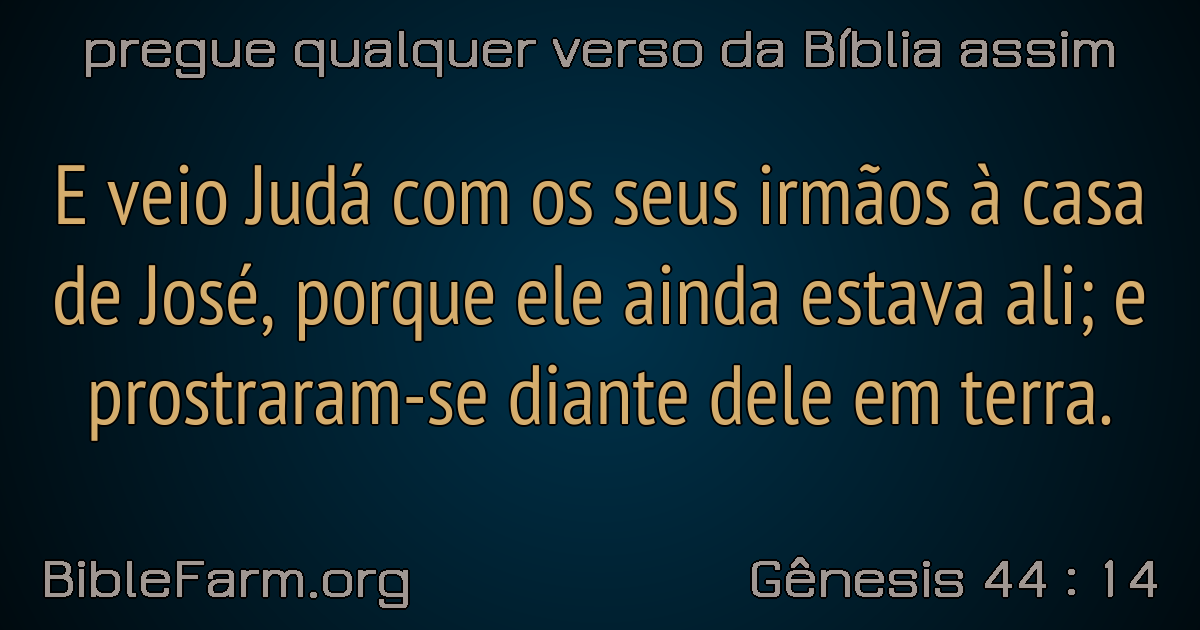 pregue qualquer verso da Bíblia assim
E veio Judá com os seus irmãos à casa
de José, porque ele ainda estava ali; e
prostraram-se diante dele em terra.
BibleFarm.org
Gênesis 44 : 14